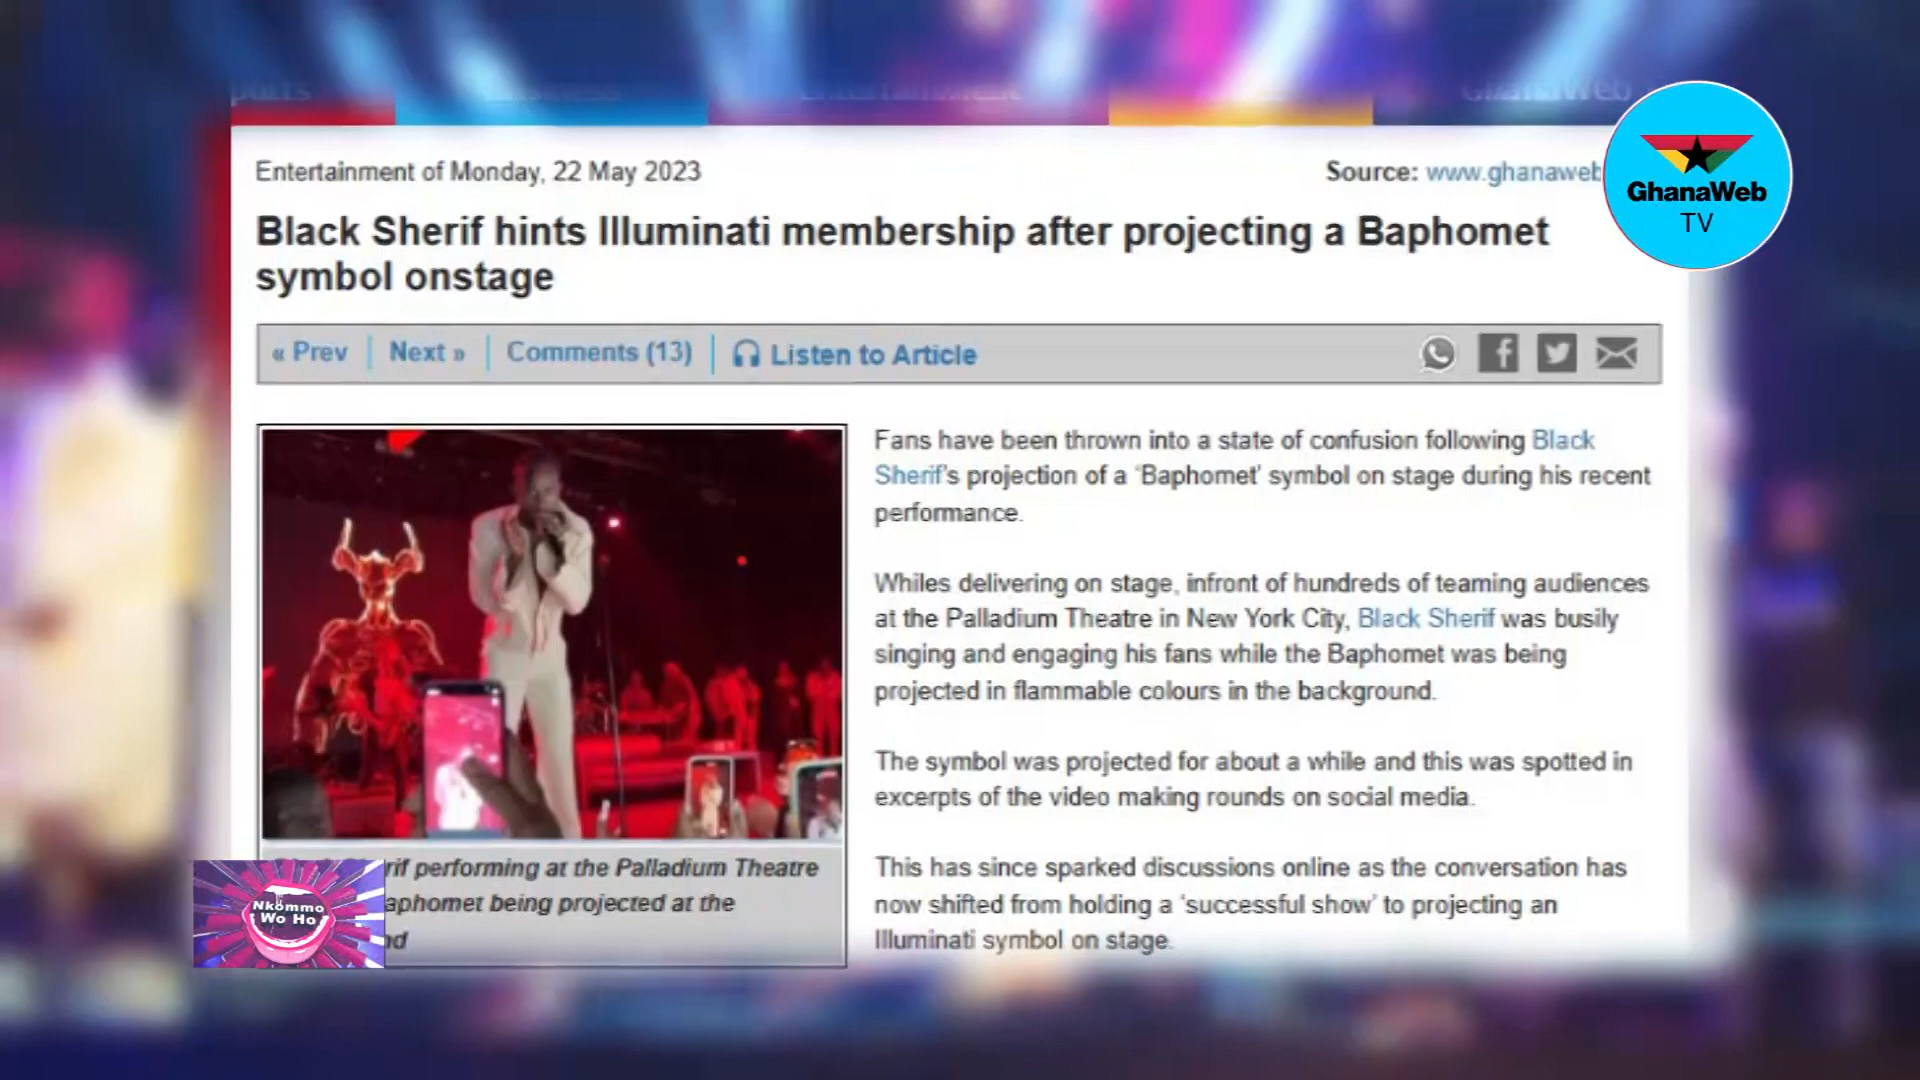 Business
Entertainment
GhanaWeb
Entertainment of Monday, 22 May 2023
Source: www.ghanaweb
GhanaWeb
TV
Black Sherif hints Illuminati membership after projecting a Baphomet
symbol onstage
« Prev
Next »
Comments (13)
Listen to Article
Fans have been thrown into a state of confusion following Black
Sherif's projection of a 'Baphomet' symbol on stage during his recent
performance.
Whiles delivering on stage, infront of hundreds of teaming audiences
at the Palladium Theatre in New York City, Black Sherif was busily
singing and engaging his fans while the Baphomet was being
projected in flammable colours in the background.
The symbol was projected for about a while and this was spotted in
excerpts of the video making rounds on social media.
This has since sparked discussions online as the conversation has
now shifted from holding a 'successful show' to projecting an
Illuminati symbol on stage.
rif performing at the Palladium Theatre
aphomet being projected at the
nd
Nkommo
Wo Ho